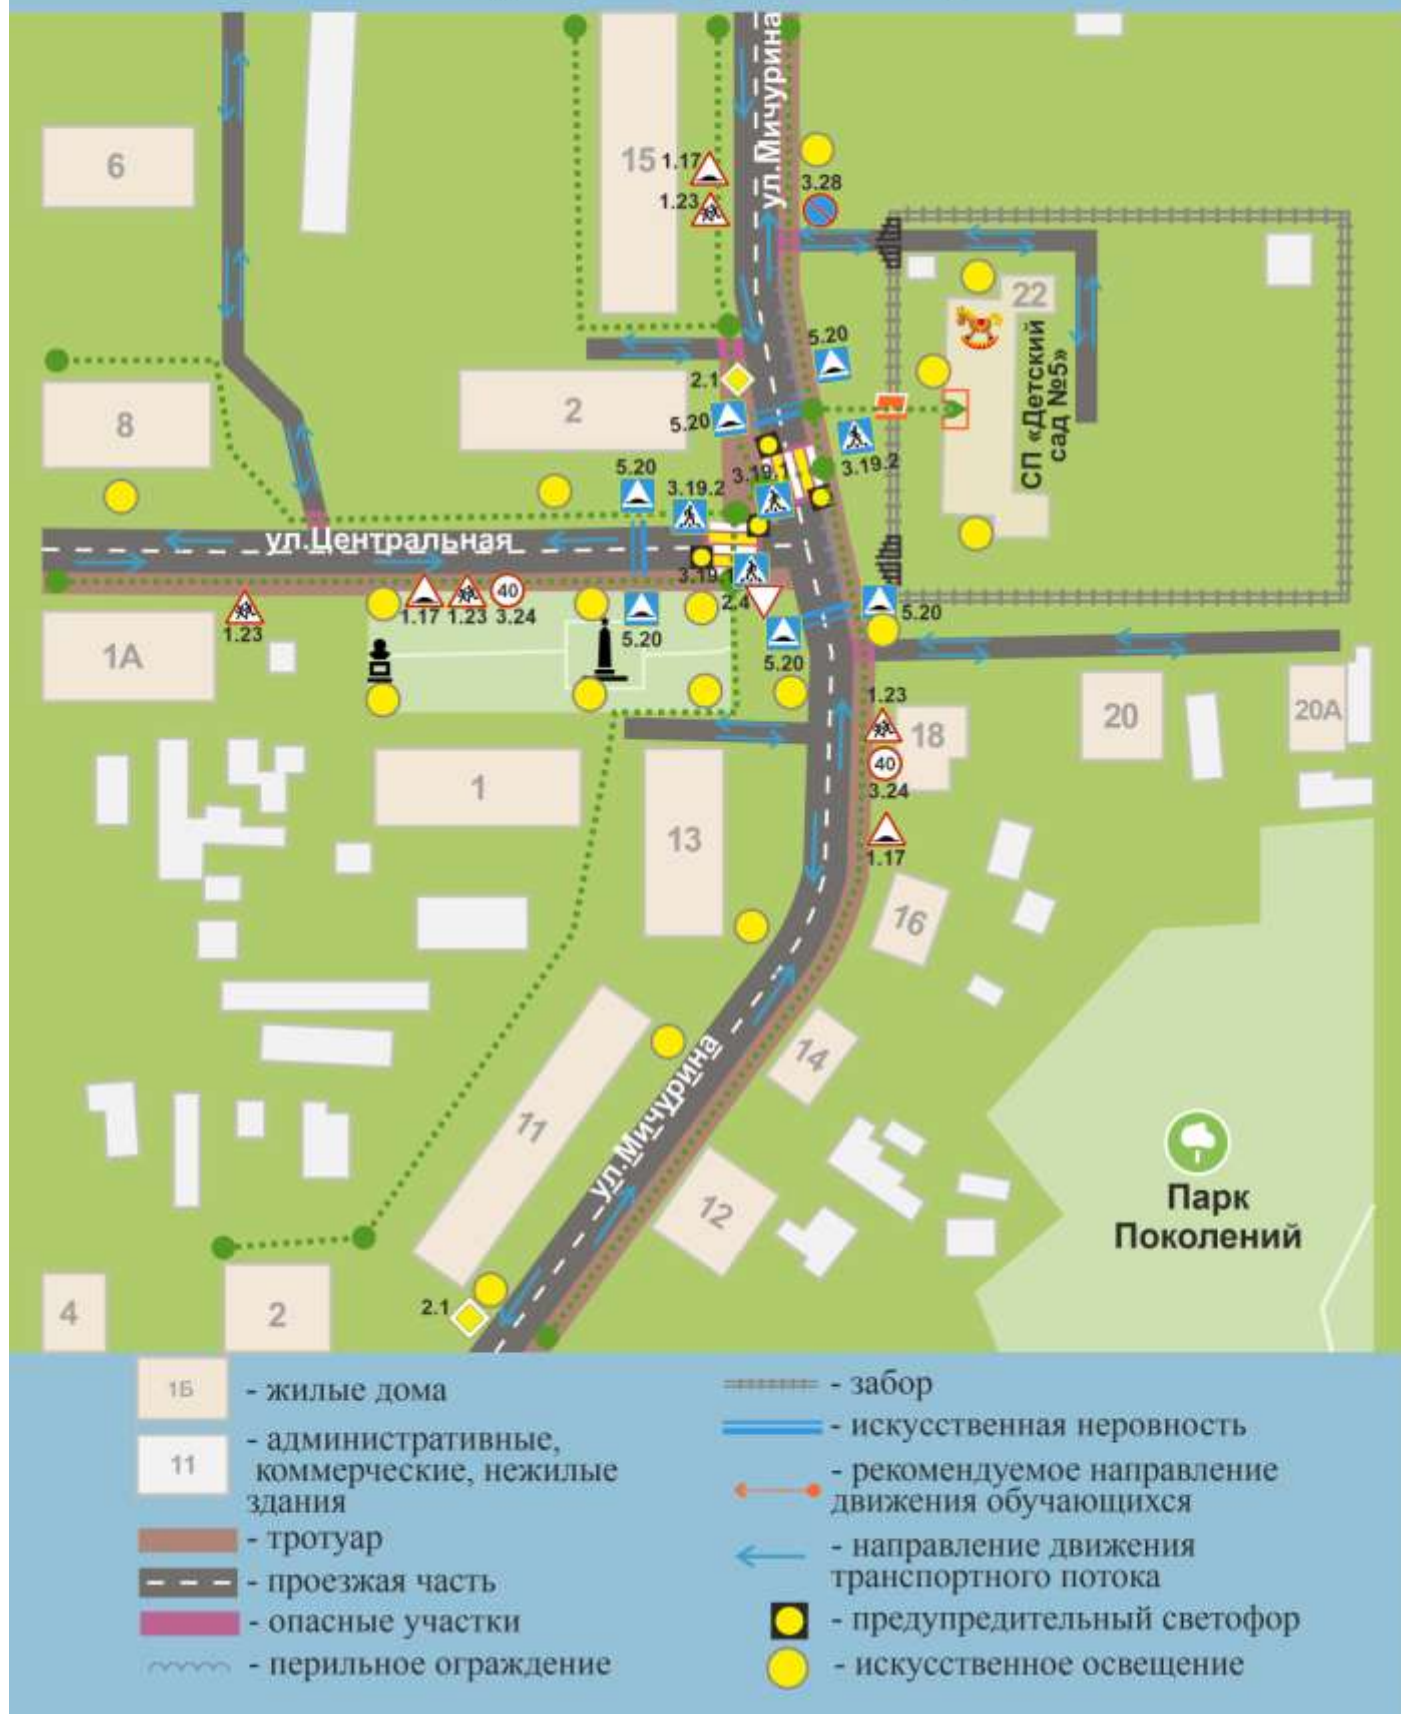 ул.Мичурина
6
15
1.17
1.23
3.28
22
СП «Детский
сад №5»
5.20
2.1
5.20
8
2
3.19.1
3.19.2
5.20
3.19.2
ул.Центральная
3.19.1
2.4
1.23
1.17
1.23
40
3.24
5.20
5.20
5.20
1А
1.23
18
40
3.24
1.17
20
20А
1
13
16
14
11
ул.Мичурина
12
Парк
Поколений
2.1
4
2
1Б
- жилые дома
11
- административные,
коммерческие, нежилые
здания
- тротуар
- проезжая часть
- опасные участки
- перильное ограждение
- забор
- искусственная неровность
- рекомендуемое направление
движения обучающихся
- направление движения
транспортного потока
- предупредительный светофор
- искусственное освещение